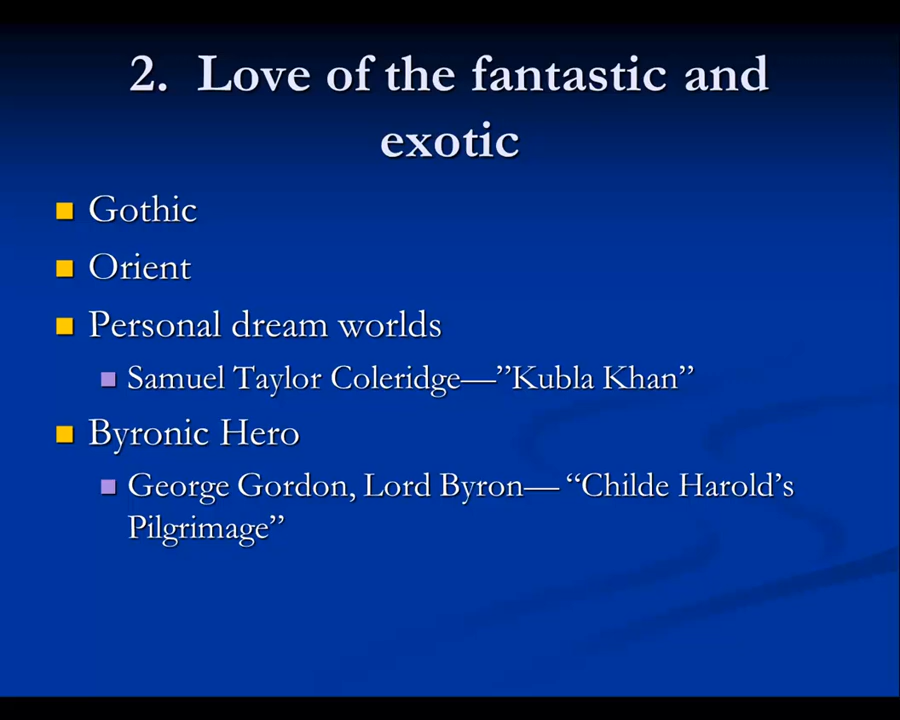 2. Love of the fantastic and
exotic
Gothic
Orient
Personal dream worlds
Samuel Taylor Coleridge—”Kubla Khan”
Byronic Hero
George Gordon, Lord Byron— “Childe Harold’s
Pilgrimage”